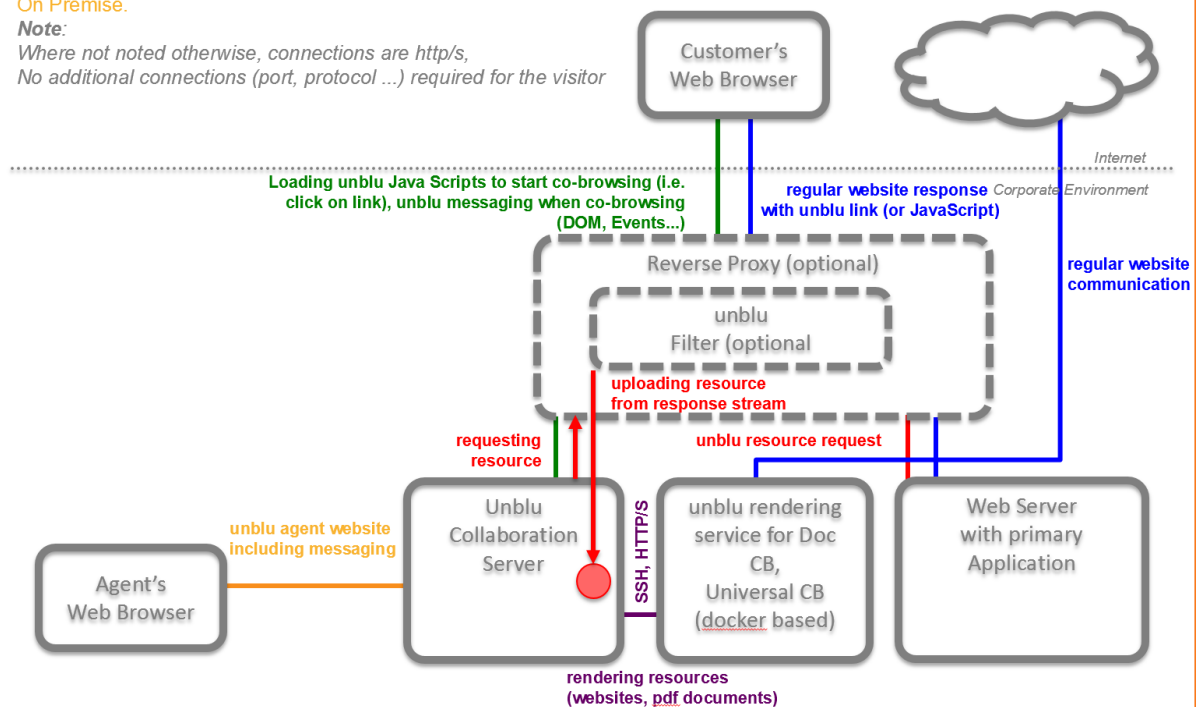 On Premise.
Note:
Where not noted otherwise, connections are http/s,
No additional connections (port, protocol ...) required for the visitor
Customer's
Web Browser
Internet
Corporate Environment
Loading unblu Java Scripts to start co-browsing (i.e.
click on link), unblu messaging when co-browsing
(DOM, Events...)
regular website response
with unblu link (or JavaScript)
regular website
communication
Reverse Proxy (optional)
unblu
Filter (optional
uploading resource
from response stream
requesting
resource
unblu resource request
unblu agent website
including messaging
Agent's
Web Browser
Unblu
Collaboration
Server
SSH, HTTP/S
unblu rendering
service for Doc
CB,
Universal CB
(docker based)
Web Server
with primary
Application
rendering resources
(websites, pdf documents)